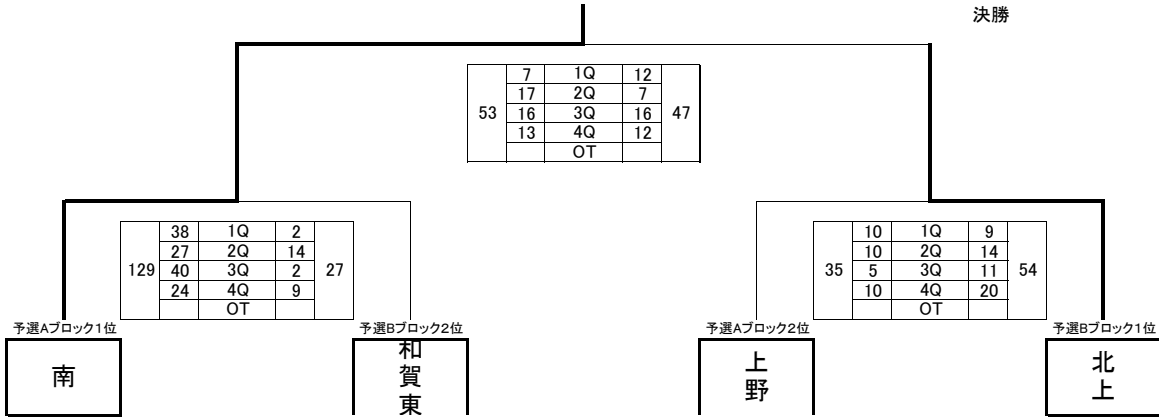 決勝
7 1Q 12
17 2Q 7
53 16 3Q 16 47
13 4Q 12
OT
38 1Q 2
27 2Q 14
129 40 3Q 2 27
24 4Q 9
OT
10 1Q 9
10 2Q 14
35 5 3Q 11 54
10 4Q 20
OT
予選Aブロック1位
南
予選Bブロック2位
和賀東
予選Aブロック2位
上野
予選Bブロック1位
北上